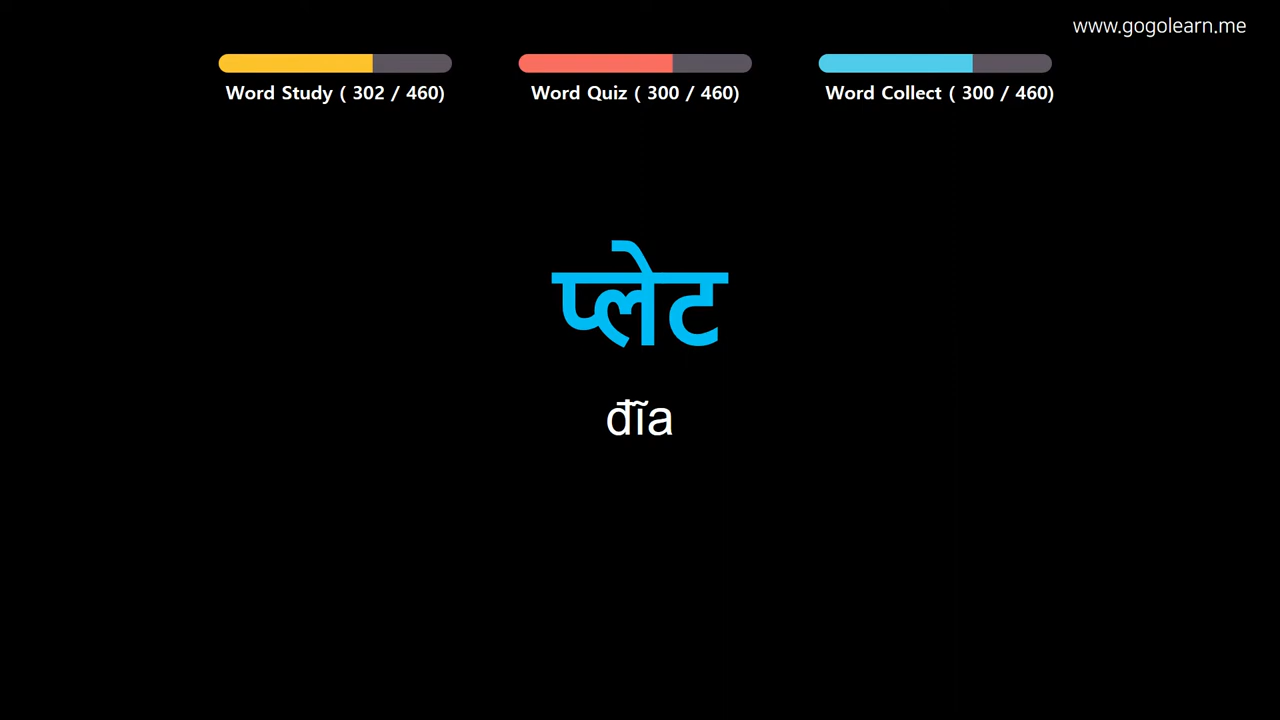 www.gogolearn.me
Word Study ( 302 / 460)
Word Quiz ( 300 / 460)
Word Collect ( 300 / 460)
प्लेट
đĩa